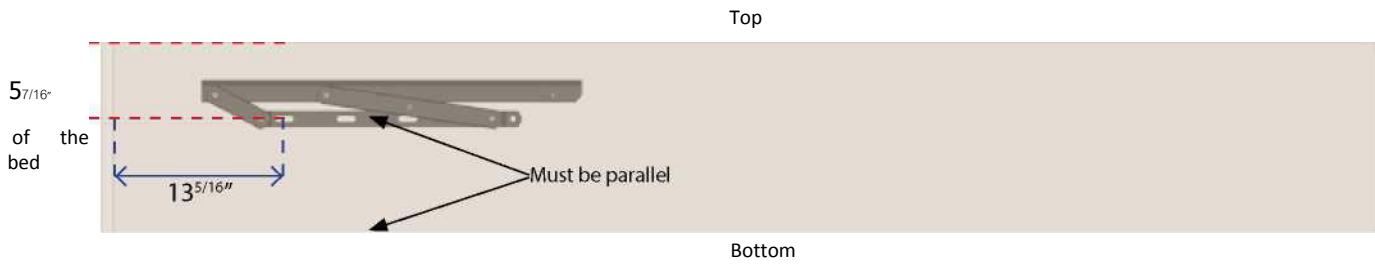 Top
5 7/16"
of the
bed
Must be parallel
13 5/16"
Bottom